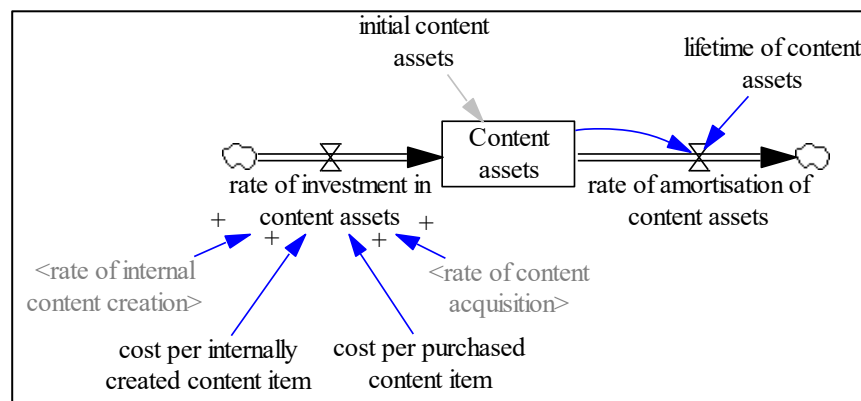 initial content
assets
lifetime of content
assets
Content
assets
rate of investment in
content assets
rate of amortisation of
content assets
+
+
+
+
<rate of internal
content creation>
<rate of content
acquisition>
cost per internally
created content item
cost per purchased
content item